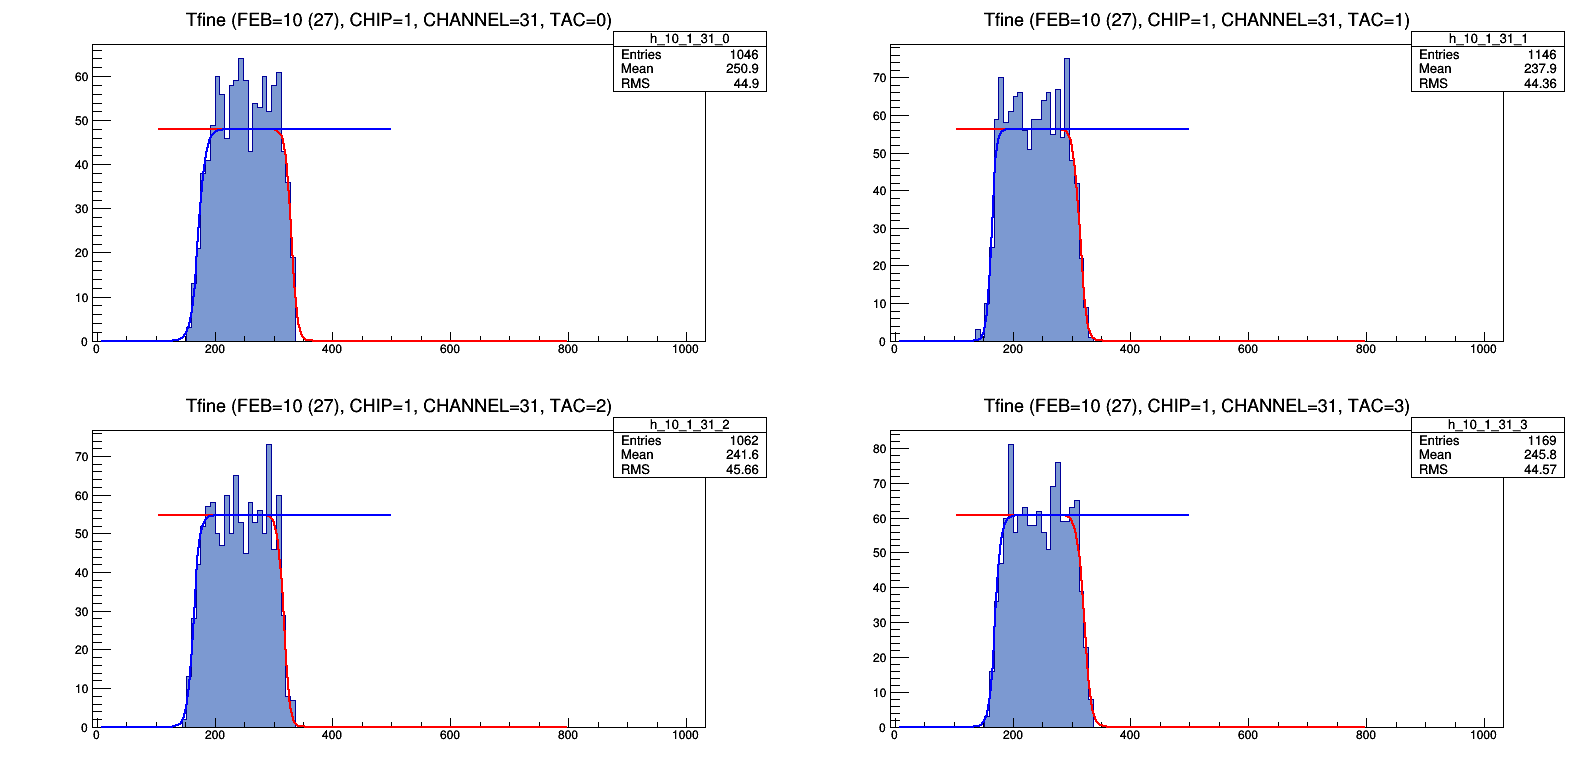 Tfine (FEB=10 (27), CHIP=1, CHANNEL=31, TAC=0)
h_10_1_31_0
Entries 1046
Mean 250.9
RMS 44.9
60
50
40
30
20
10
0
0 200 400 600 800 1000
Tfine (FEB=10 (27), CHIP=1, CHANNEL=31, TAC=1)
h_10_1_31_1
Entries 1146
Mean 237.9
RMS 44.36
70
60
50
40
30
20
10
0
0 200 400 600 800 1000
Tfine (FEB=10 (27), CHIP=1, CHANNEL=31, TAC=2)
h_10_1_31_2
Entries 1062
Mean 241.6
RMS 45.66
70
60
50
40
30
20
10
0
0 200 400 600 800 1000
Tfine (FEB=10 (27), CHIP=1, CHANNEL=31, TAC=3)
h_10_1_31_3
Entries 1169
Mean 245.8
RMS 44.57
80
70
60
50
40
30
20
10
0
0 200 400 600 800 1000